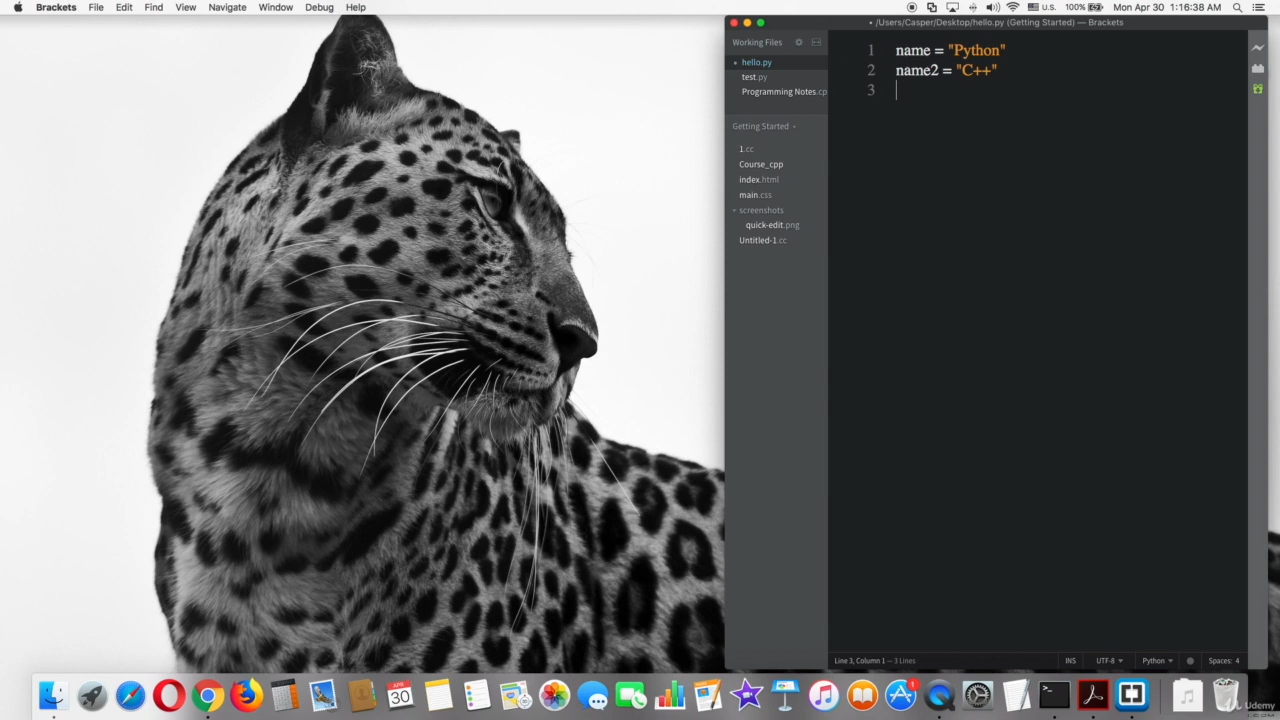 Brackets File Edit Find View Navigate Window Debug Help
U.S. 100% Mon Apr 30 1:16:38 AM
• /Users/Casper/Desktop/hello.py (Getting Started) — Brackets
Working Files
hello.py
test.py
Programming Notes.cp
Getting Started
1.cc
Course_cpp
index.html
main.css
screenshots
quick-edit.png
Untitled-1.cc
1 name = "Python"
2 name2 = "C++"
3
Line 3, Column 1 — 3 Lines
INS UTF-8 Python Spaces: 4
APR
30
1
Udemy